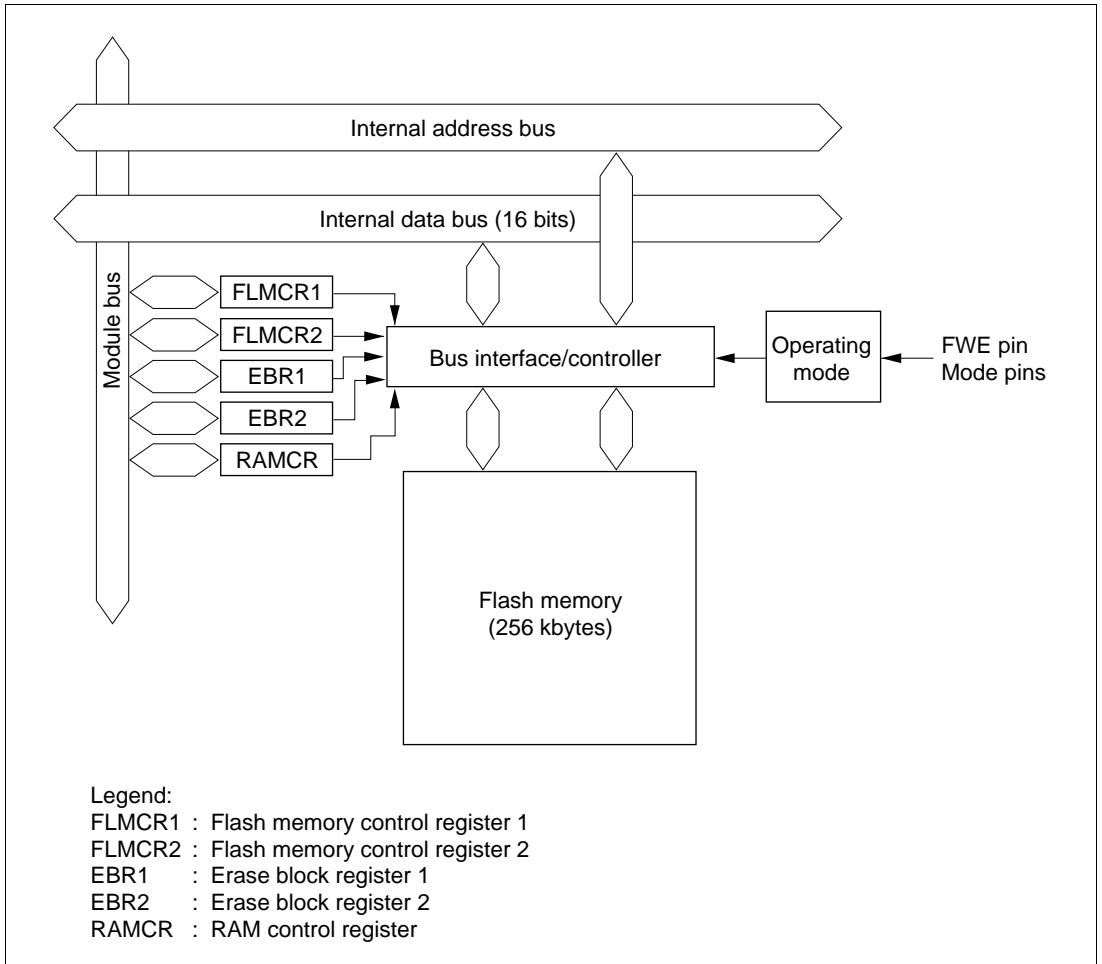 Internal address bus
Internal data bus (16 bits)
Module bus
FLMCR1
FLMCR2
EBR1
EBR2
RAMCR
Bus interface/controller
Operating
mode
FWE pin
Mode pins
Flash memory
(256 kbytes)
Legend:
FLMCR1 : Flash memory control register 1
FLMCR2 : Flash memory control register 2
EBR1 : Erase block register 1
EBR2 : Erase block register 2
RAMCR : RAM control register